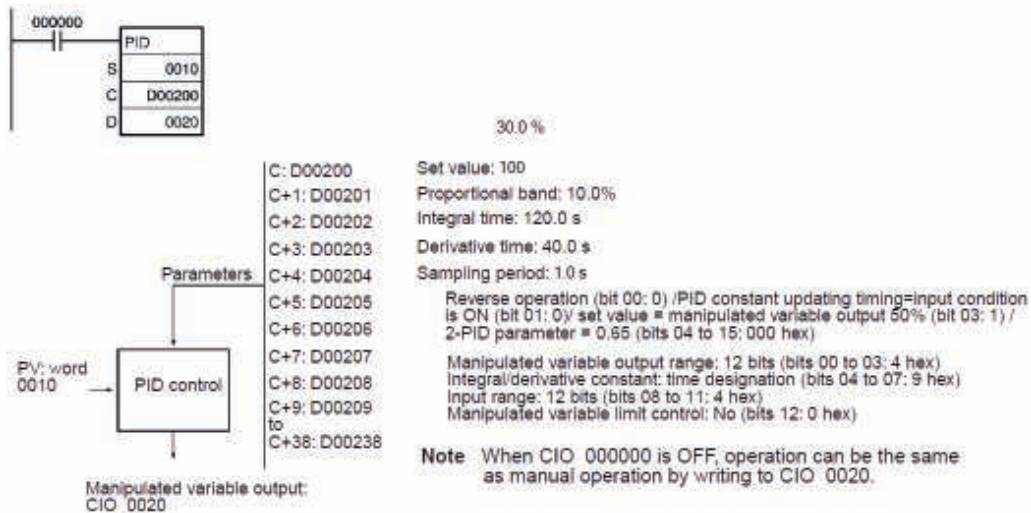 000000
PID
S 0010
C D00200
D 0020
30.0 %
C: D00200 Set value: 100
C+1: D00201 Proportional band: 10.0%
C+2: D00202 Integral time: 120.0 s
C+3: D00203 Derivative time: 40.0 s
C+4: D00204 Sampling period: 1.0 s
Parameters
C+5: D00205
C+6: D00206
C+7: D00207
C+8: D00208
C+9: D00209
to
C+38: D00238
Reverse operation (bit 00: 0) /PID constant updating timing=input condition
is ON (bit 01: 0)/ set value = manipulated variable output 50% (bit 03: 1) /
2-PID parameter = 0.65 (bits 04 to 15: 000 hex)
Manipulated variable output range: 12 bits (bits 00 to 03: 4 hex)
Integral/derivative constant: time designation (bits 04 to 07: 9 hex)
Input range: 12 bits (bits 08 to 11: 4 hex)
Manipulated variable limit control: No (bits 12: 0 hex)
PV: word
0010
PID control
Manipulated variable output:
CIO 0020
Note When CIO 000000 is OFF, operation can be the same
as manual operation by writing to CIO 0020.